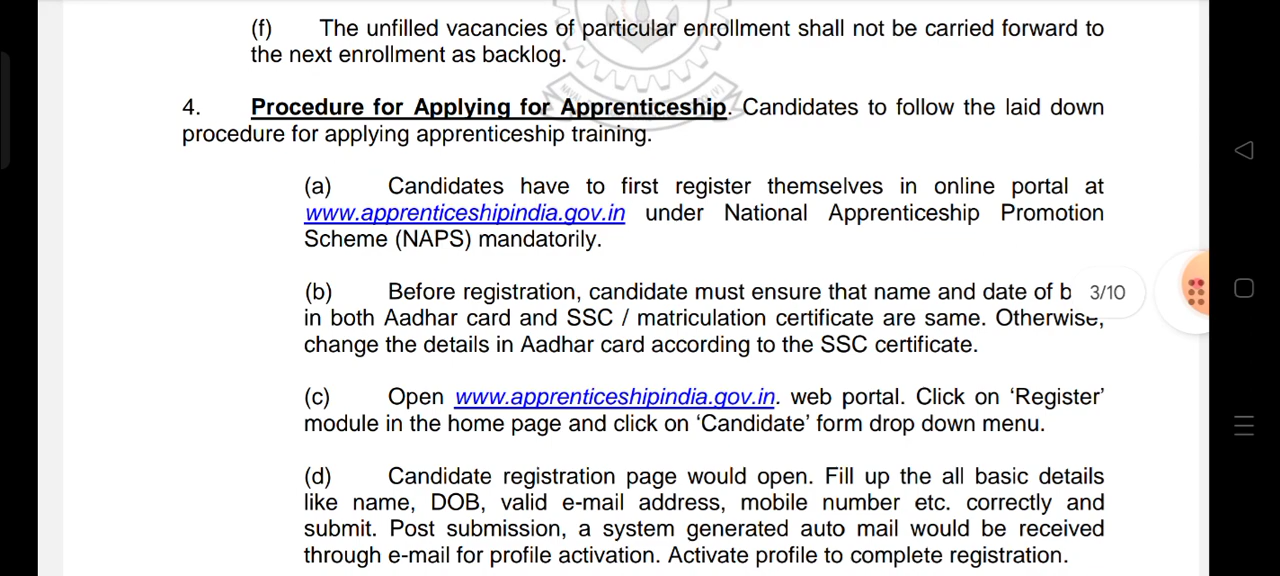 (f) The unfilled vacancies of particular enrollment shall not be carried forward to
the next enrollment as backlog.
4. Procedure for Applying for Apprenticeship. Candidates to follow the laid down
procedure for applying apprenticeship training.
(a) Candidates have to first register themselves in online portal at
www.apprenticeshipindia.gov.in under National Apprenticeship Promotion
Scheme (NAPS) mandatorily.
(b) Before registration, candidate must ensure that name and date of b
3/10
in both Aadhar card and SSC / matriculation certificate are same. Otherwise,
change the details in Aadhar card according to the SSC certificate.
(c) Open www.apprenticeshipindia.gov.in. web portal. Click on ‘Register’
module in the home page and click on ‘Candidate’ form drop down menu.
(d) Candidate registration page would open. Fill up the all basic details
like name, DOB, valid e-mail address, mobile number etc. correctly and
submit. Post submission, a system generated auto mail would be received
through e-mail for profile activation. Activate profile to complete registration.